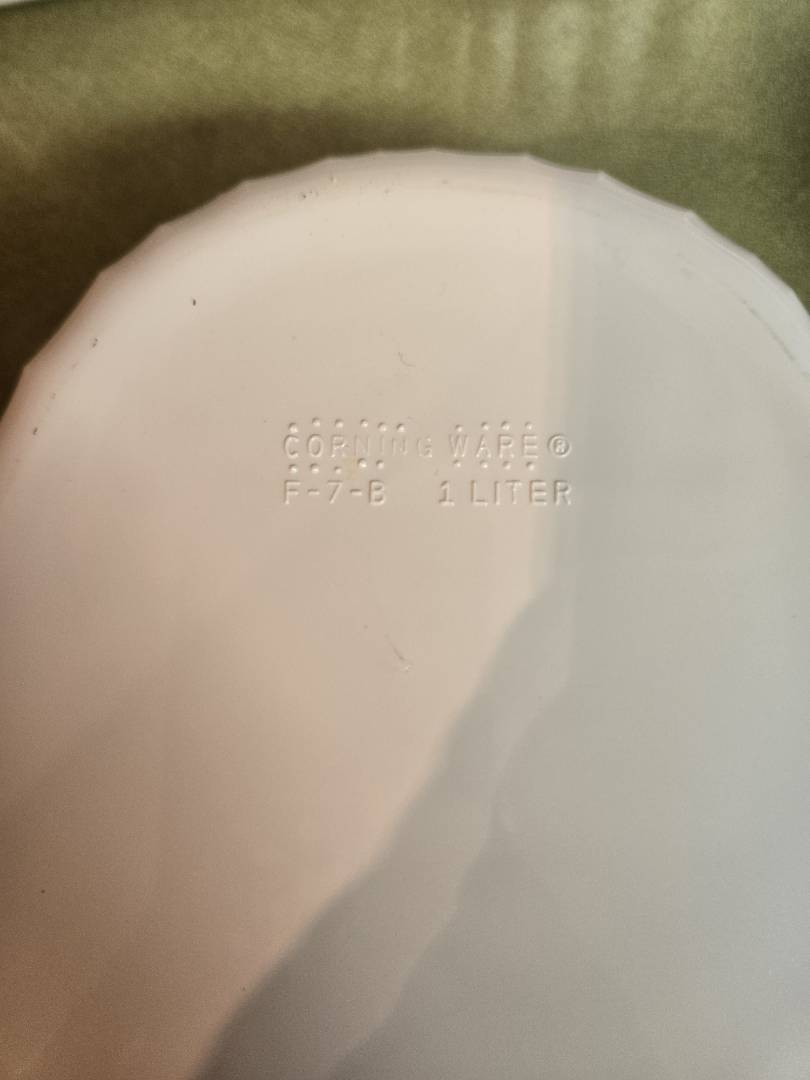 CORNING WARE®
F-7-B 1 LITER